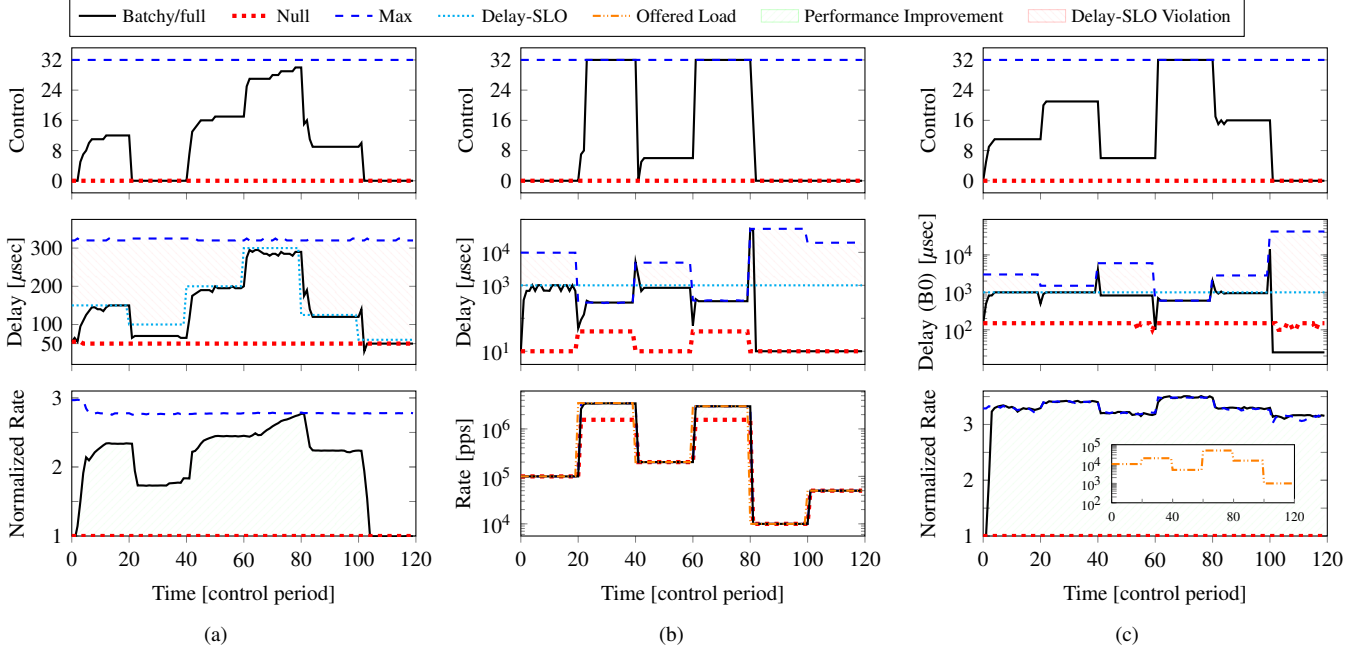 Batchy/full Null Max Delay-SLO Offered Load Performance Improvement Delay-SLO Violation
Control
32
24
16
8
0
Control
32
24
16
8
0
Control
32
24
16
8
0
Delay [μsec]
300
200
100
50
Delay [μsec]
10^4
10^3
10^2
10^1
Delay (B0) [μsec]
10^4
10^3
10^2
Normalized Rate
3
2
1
0 20 40 60 80 100 120
Time [control period]
(a)
Rate [pps]
10^6
10^5
10^4
0 20 40 60 80 100 120
Time [control period]
(b)
Normalized Rate
3
2
1
10^5
10^4
10^3
10^2
0 40 80 120
0 20 40 60 80 100 120
Time [control period]
(c)